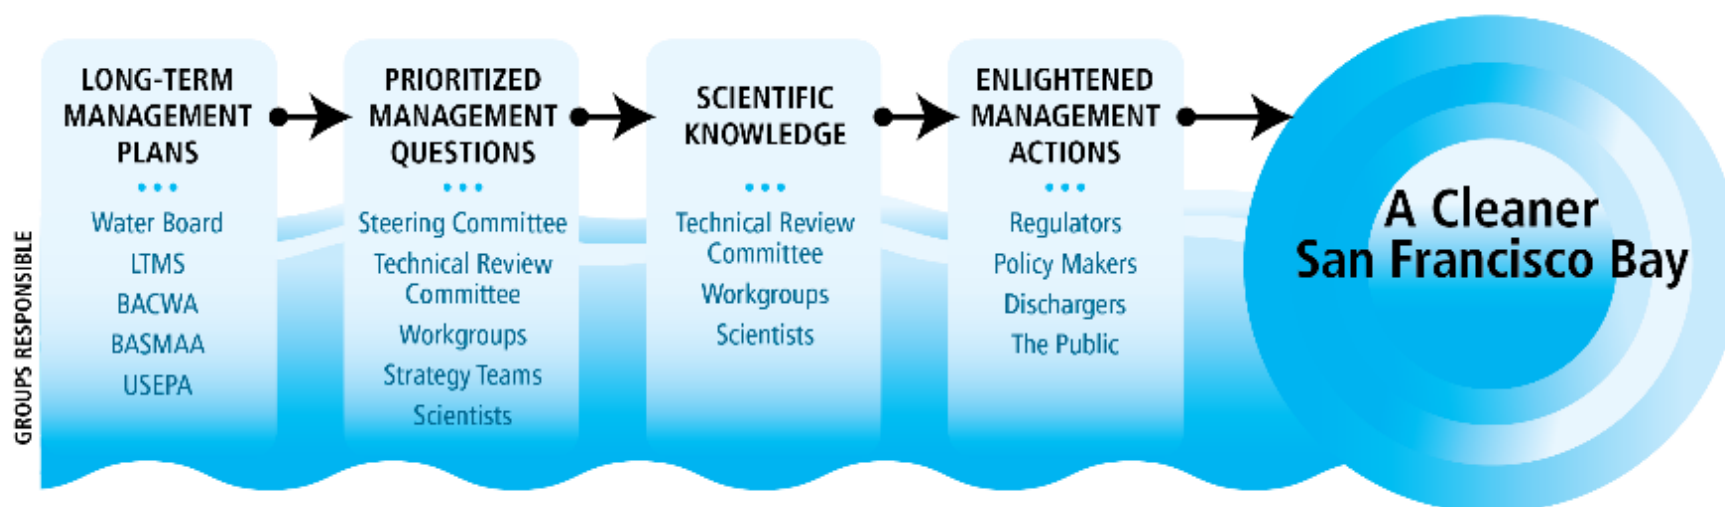 LONG-TERM
MANAGEMENT
PLANS
Water Board
LTMS
BACWA
BASMAA
USEPA
PRIORITIZED
MANAGEMENT
QUESTIONS
Steering Committee
Technical Review
Committee
Workgroups
Strategy Teams
Scientists
SCIENTIFIC
KNOWLEDGE
Technical Review
Committee
Workgroups
Scientists
ENLIGHTENED
MANAGEMENT
ACTIONS
Regulators
Policy Makers
Dischargers
The Public
A Cleaner
San Francisco Bay
GROUPS RESPONSIBLE